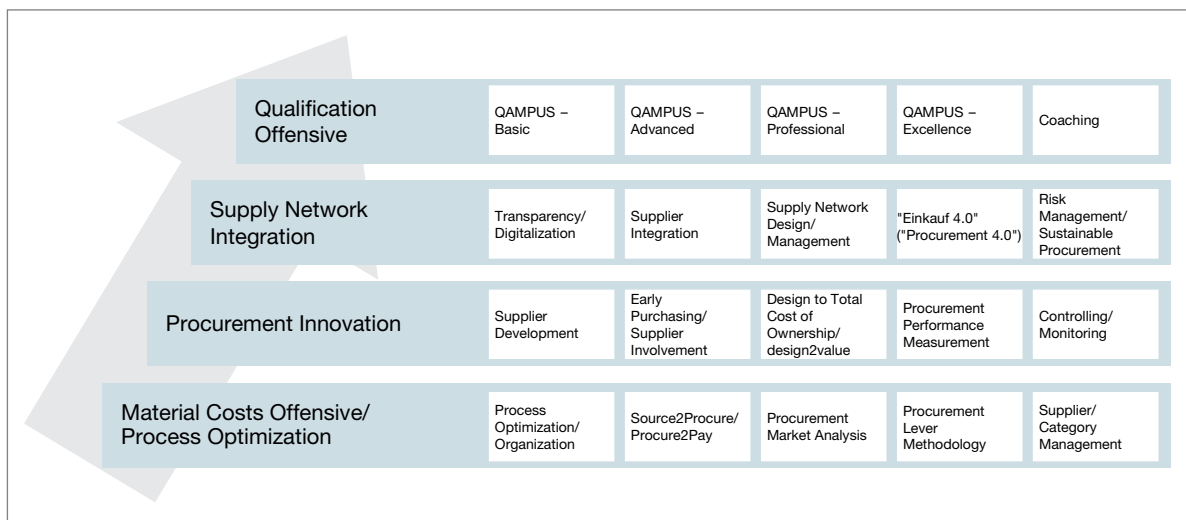 Qualification
Offensive
QAMPUS –
Basic
QAMPUS –
Advanced
QAMPUS –
Professional
QAMPUS –
Excellence
Coaching
Supply Network
Integration
Transparency/
Digitalization
Supplier
Integration
Supply Network
Design/
Management
"Einkauf 4.0"
("Procurement 4.0")
Risk
Management/
Sustainable
Procurement
Procurement Innovation
Supplier
Development
Early
Purchasing/
Supplier
Involvement
Design to Total
Cost of
Ownership/
design2value
Procurement
Performance
Measurement
Controlling/
Monitoring
Material Costs Offensive/
Process Optimization
Process
Optimization/
Organization
Source2Procure/
Procure2Pay
Procurement
Market Analysis
Procurement
Lever
Methodology
Supplier/
Category
Management